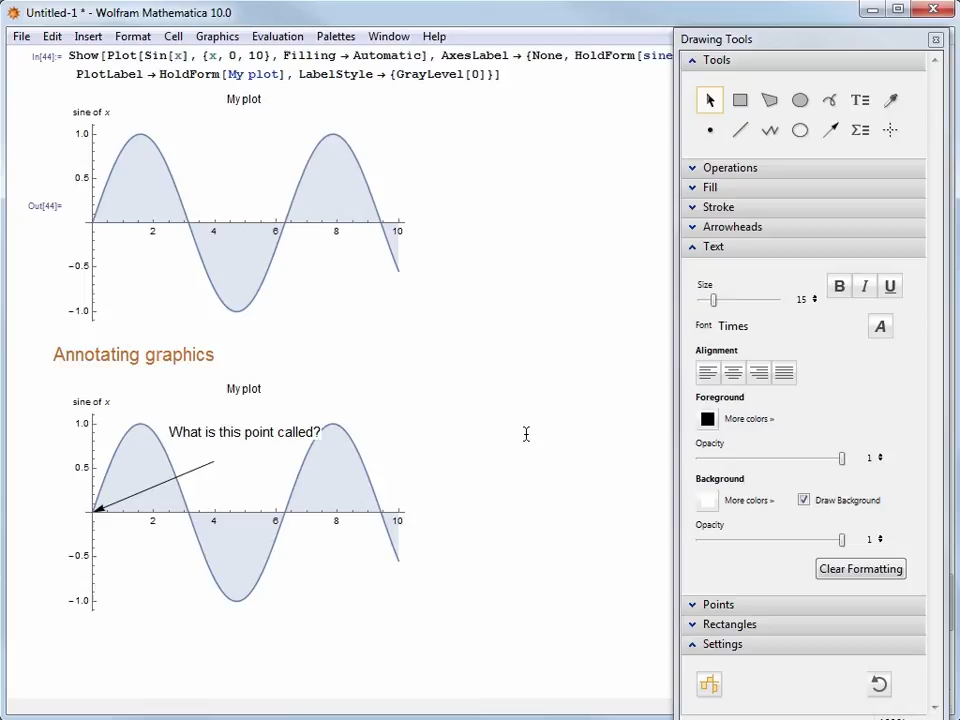 Untitled-1 * - Wolfram Mathematica 10.0
File Edit Insert Format Cell Graphics Evaluation Palettes Window Help
In[44]:= Show[Plot[Sin[x], {x, 0, 10}, Filling → Automatic], AxesLabel → {None, HoldForm[sine
PlotLabel → HoldForm[My plot], LabelStyle → {GrayLevel[0]}]
My plot
sine of x
1.0
0.5
Out[44]=
2 4 6 8 10
−0.5
−1.0
Annotating graphics
My plot
sine of x
1.0
What is this point called?
0.5
2 4 6 8 10
−0.5
−1.0
Drawing Tools
Tools
T
Σ
Operations
Fill
Stroke
Arrowheads
Text
Size
15
B I U
Font Times
A
Alignment
Foreground
More colors »
Opacity
1
Background
More colors » Draw Background
Opacity
1
Clear Formatting
Points
Rectangles
Settings